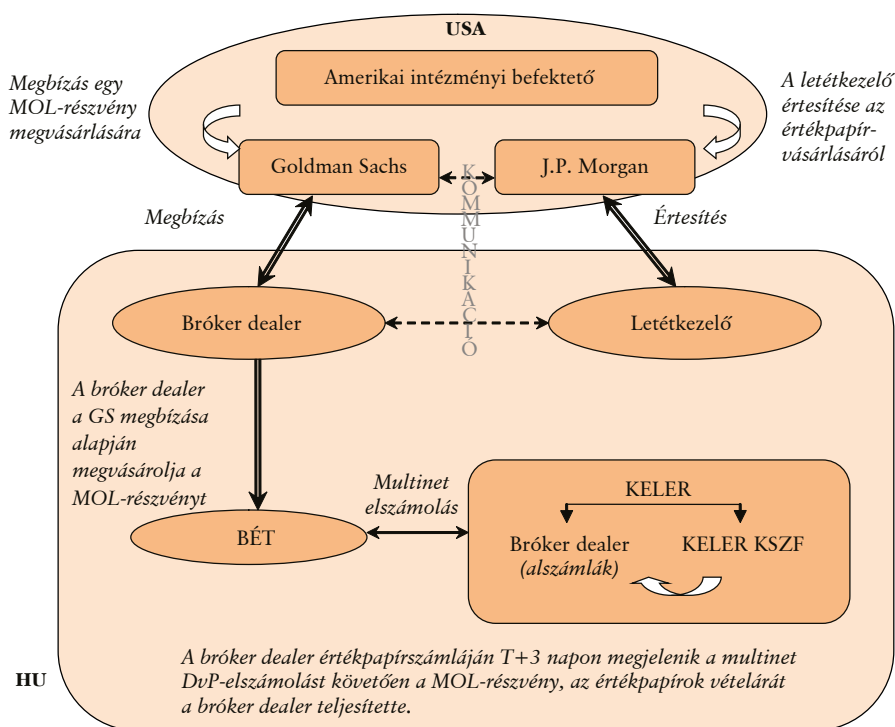 USA
Amerikai intézményi befektető
Megbízás egy
MOL-részvény
megvásárlására
A letétkezelő
értesítése az
értékpapír-
vásárlásáról
Goldman Sachs
J.P. Morgan
KOMMUNIKACÍÓ
Megbízás
Értesítés
Bróker dealer
Letétkezelő
A bróker dealer
a GS megbízása
alapján
megvásárolja a
MOL-részvényt
Multinet
elszámolás
BÉT
KELER
Bróker dealer
(alszámlák)
KELER KSZF
A bróker dealer értékpapírszámláján T+3 napon megjelenik a multinet
DvP-elszámolást követően a MOL-részvény, az értékpapírok vételárát
a bróker dealer teljesítette.
HU